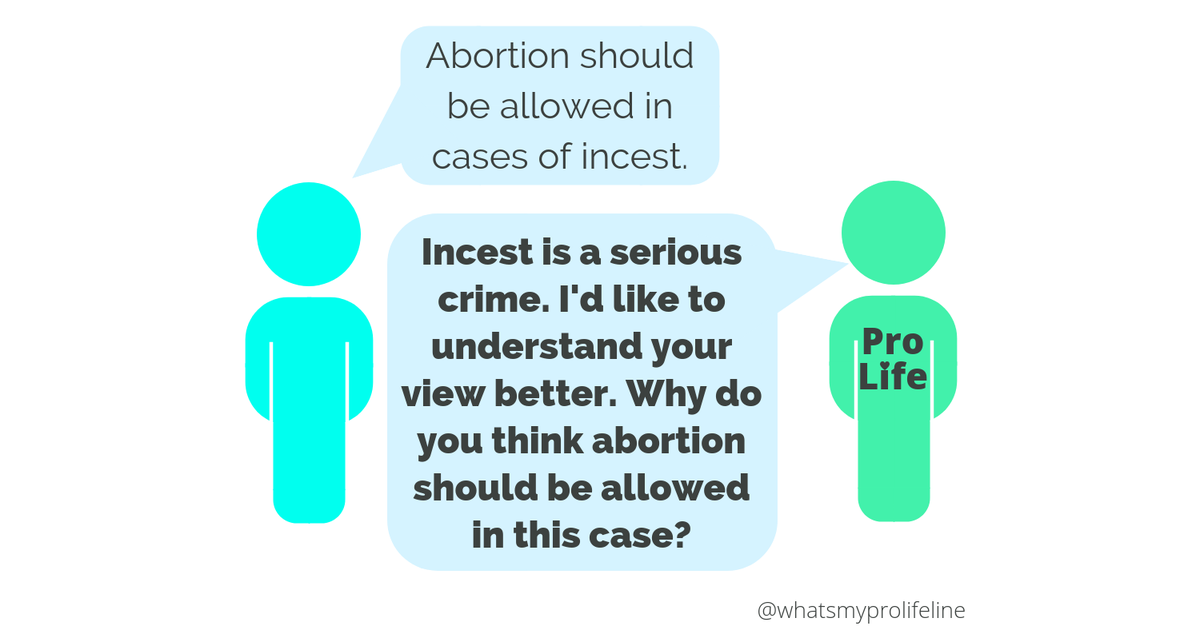 Abortion should
be allowed in
cases of incest.
Incest is a serious
crime. I'd like to
understand your
view better. Why do
you think abortion
should be allowed
in this case?
Pro
Life
@whatsmyprolifeline